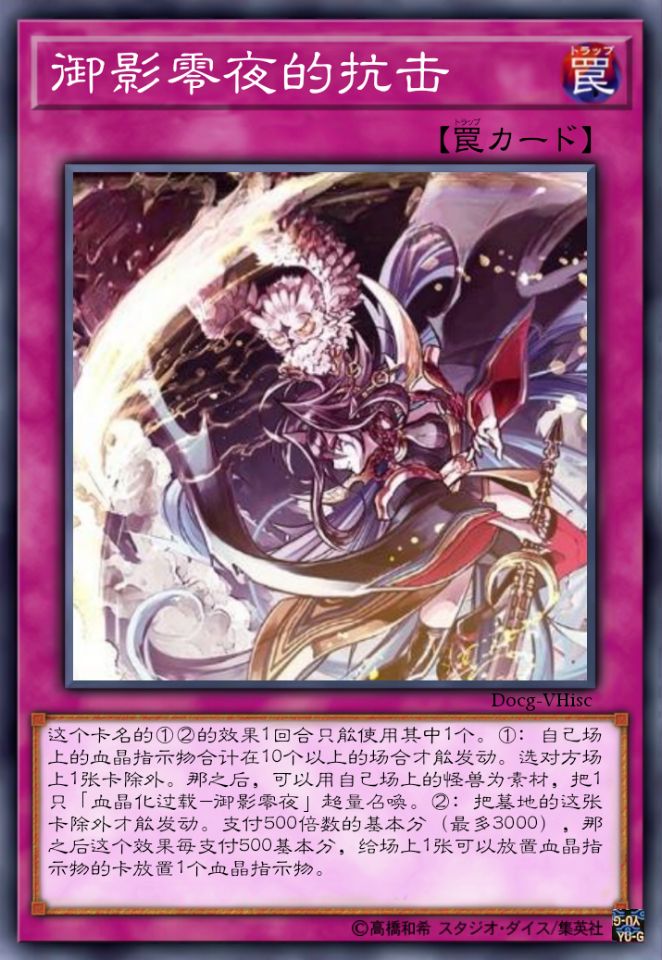 御影零夜的抗击
トラップ
罠
トラップ
【罠カード】
Docg-VHisc
这个卡名的①②的效果1回合只能使用其中1个。①：自己场
上的血晶指示物合计在10个以上的场合才能发动。选对方场
上1张卡除外。那之后，可以用自己场上的怪兽为素材，把1
只「血晶化过载-御影零夜」超量召唤。②：把墓地的这张
卡除外才能发动。支付500倍数的基本分（最多3000），那
之后这个效果每支付500基本分，给场上1张可以放置血晶指
示物的卡放置1个血晶指示物。
©高橋和希 スタジオ・ダイス/集英社
YU-G
YU-G